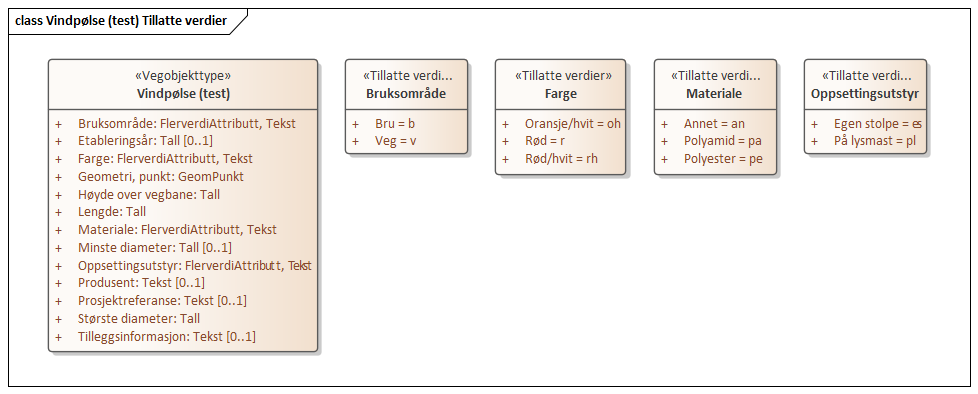 class Vindpølse (test) Tillatte verdier
«Vegobjekttype»
Vindpølse (test)
+ Bruksområde: FlerverdiAttributt, Tekst
+ Etableringsår: Tall [0..1]
+ Farge: FlerverdiAttributt, Tekst
+ Geometri, punkt: GeomPunkt
+ Høyde over vegbane: Tall
+ Lengde: Tall
+ Materiale: FlerverdiAttributt, Tekst
+ Minste diameter: Tall [0..1]
+ Oppsettingsutstyr: FlerverdiAttributt, Tekst
+ Produsent: Tekst [0..1]
+ Prosjektreferanse: Tekst [0..1]
+ Største diameter: Tall
+ Tilleggsinformasjon: Tekst [0..1]
«Tillatte verdi...
Bruksområde
+ Bru = b
+ Veg = v
«Tillatte verdier»
Farge
+ Oransje/hvit = oh
+ Rød = r
+ Rød/hvit = rh
«Tillatte verdi...
Materiale
+ Annet = an
+ Polyamid = pa
+ Polyester = pe
«Tillatte verdi...
Oppsettingsutstyr
+ Egen stolpe = es
+ På lysmast = pl